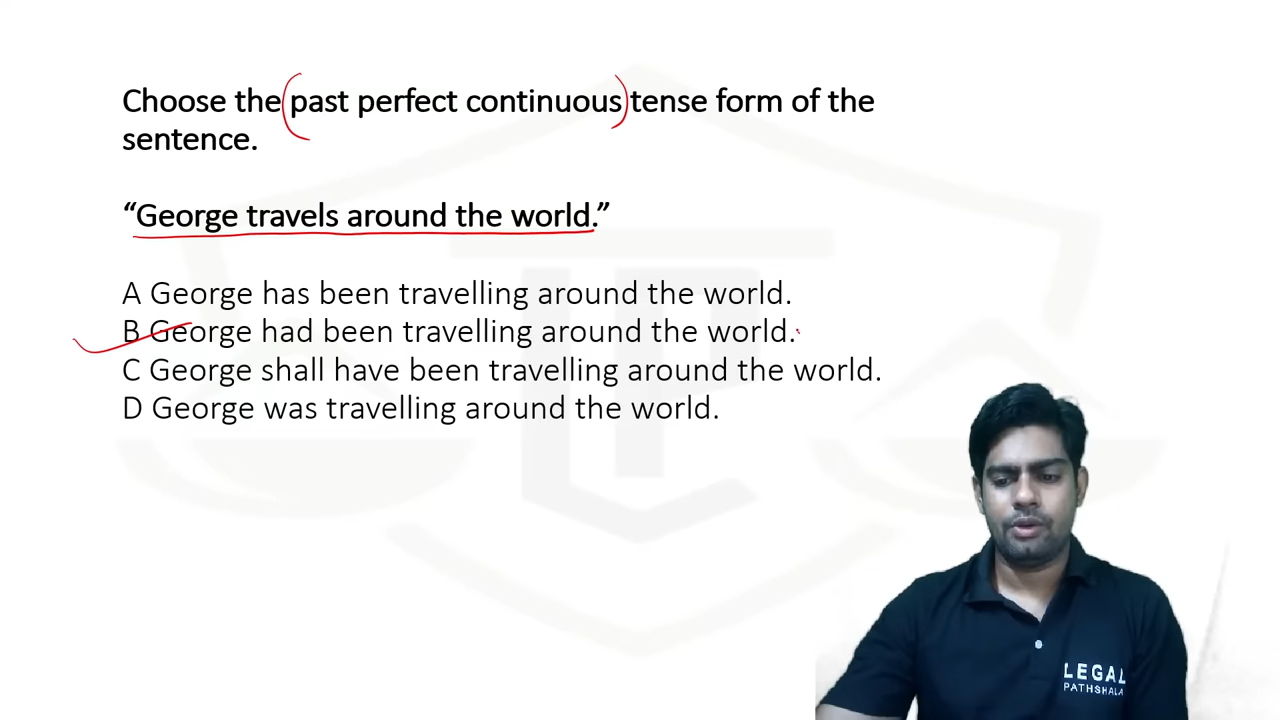 Choose the past perfect continuous tense form of the
sentence.
“George travels around the world.”
A George has been travelling around the world.
B George had been travelling around the world.
C George shall have been travelling around the world.
D George was travelling around the world.
LEGAL
PATHSHALA